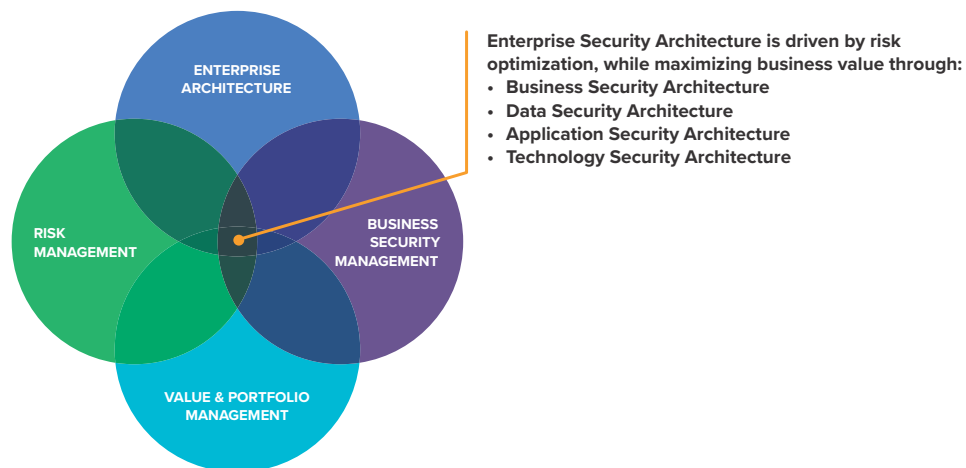 ENTERPRISE
ARCHITECTURE
RISK
MANAGEMENT
BUSINESS
SECURITY
MANAGEMENT
VALUE & PORTFOLIO
MANAGEMENT
Enterprise Security Architecture is driven by risk
optimization, while maximizing business value through:
• Business Security Architecture
• Data Security Architecture
• Application Security Architecture
• Technology Security Architecture